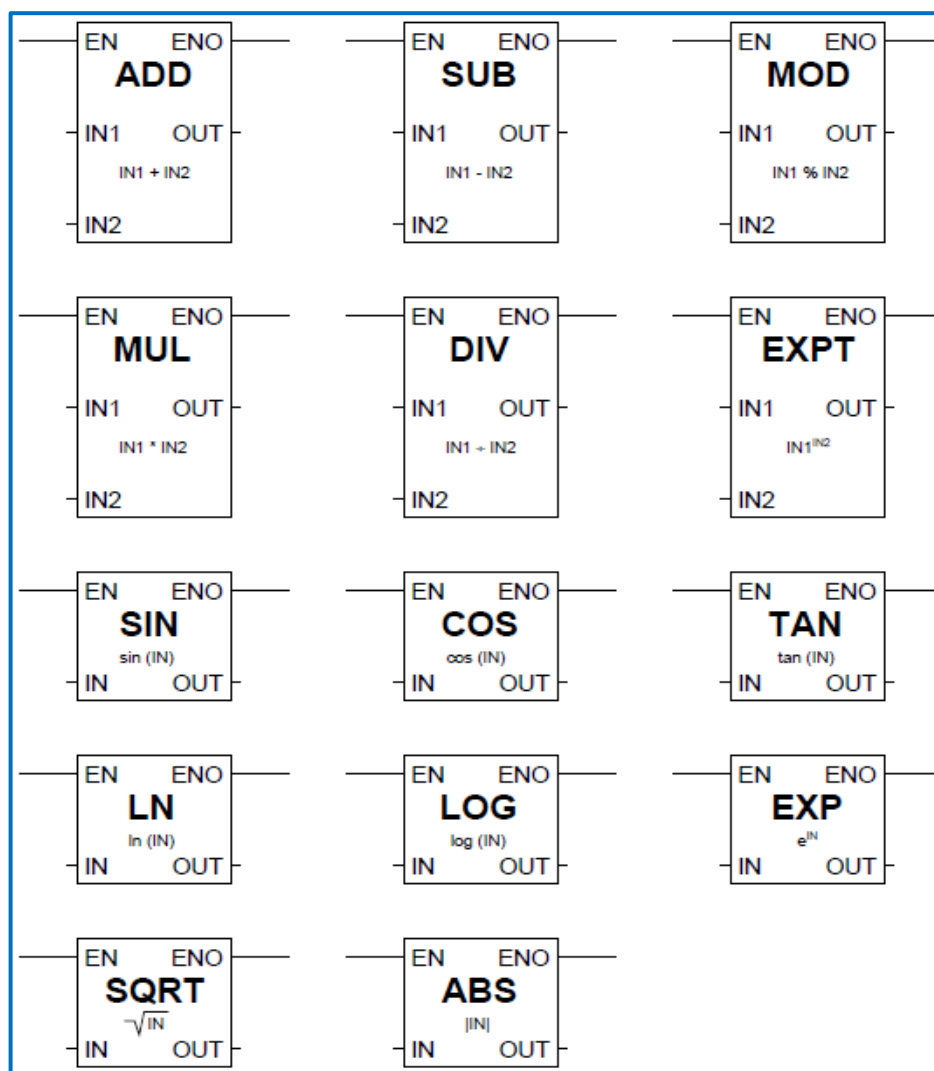 EN ENO EN ENO EN ENO
ADD SUB MOD
IN1 OUT IN1 OUT IN1 OUT
IN1 + IN2 IN1 - IN2 IN1 % IN2
IN2 IN2 IN2
EN ENO EN ENO EN ENO
MUL DIV EXPT
IN1 OUT IN1 OUT IN1 OUT
IN1 * IN2 IN1 ÷ IN2 IN1^IN2
IN2 IN2 IN2
EN ENO EN ENO EN ENO
SIN COS TAN
sin (IN) cos (IN) tan (IN)
IN OUT IN OUT IN OUT
EN ENO EN ENO EN ENO
LN LOG EXP
ln (IN) log (IN) e^IN
IN OUT IN OUT IN OUT
EN ENO EN ENO
SQRT ABS
√IN |IN|
IN OUT IN OUT